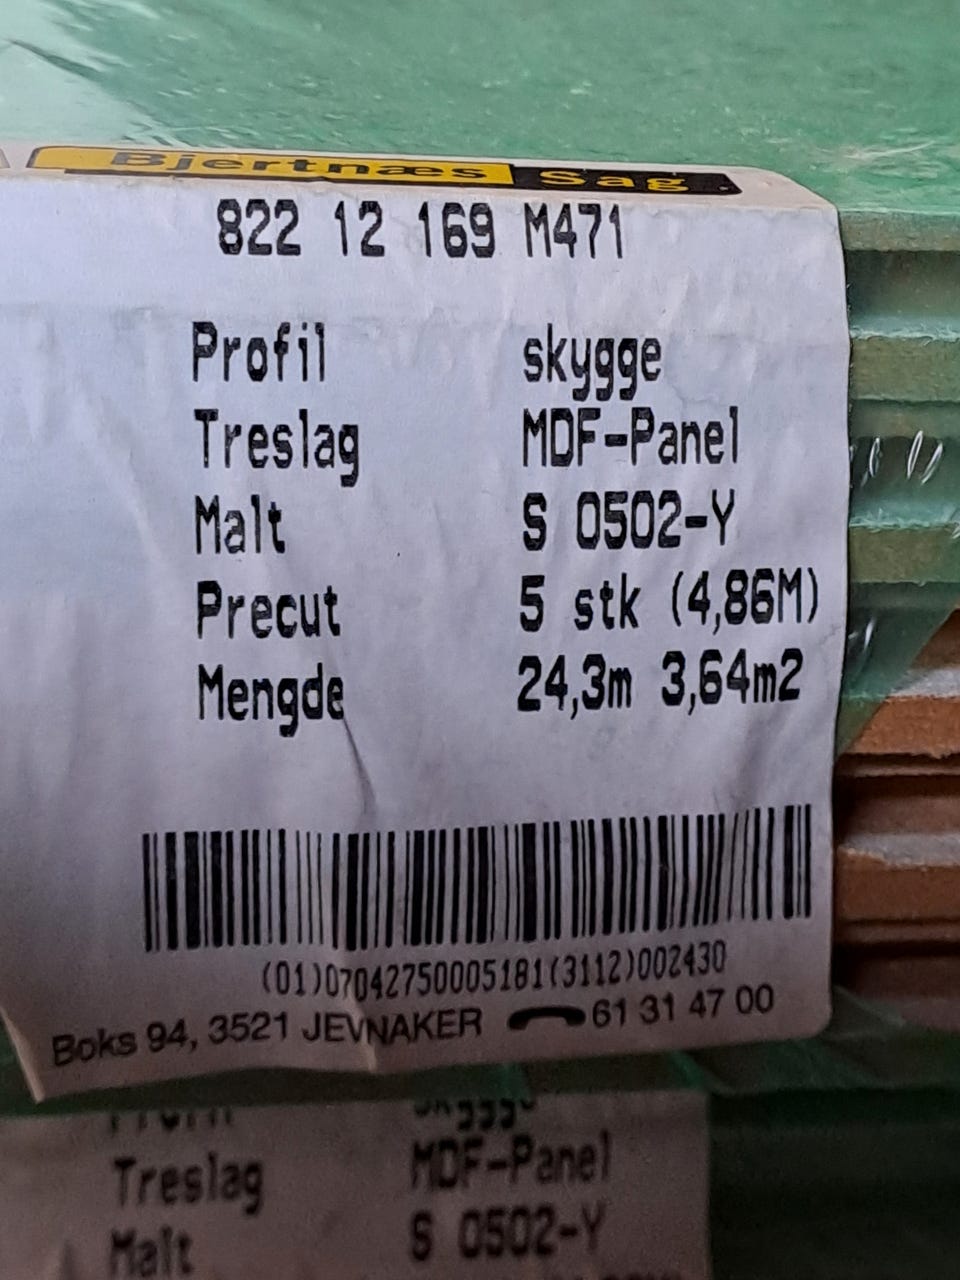 Bjertnæs Sag
822 12 169 M471
Profil skygge
Treslag MDF-Panel
Malt S 0502-Y
Precut 5 stk (4,86M)
Mengde 24,3m 3,64m2
(01)07042750005181(3112)002430
Boks 94, 3521 JEVNAKER 61 31 47 00
Profil skygge
Treslag MDF-Panel
Malt S 0502-Y